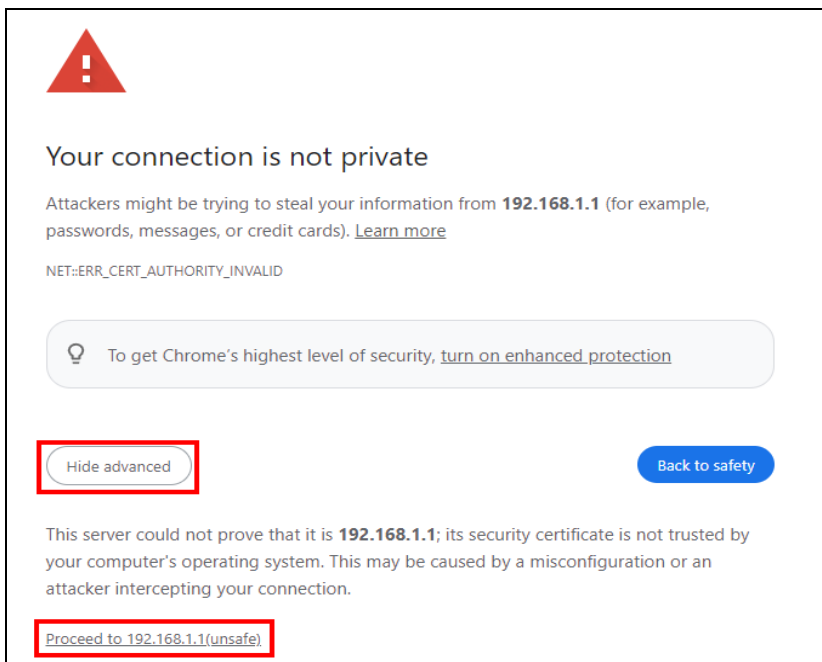 Your connection is not private
Attackers might be trying to steal your information from 192.168.1.1 (for example,
passwords, messages, or credit cards). Learn more
NET::ERR_CERT_AUTHORITY_INVALID
To get Chrome's highest level of security, turn on enhanced protection
Hide advanced
Back to safety
This server could not prove that it is 192.168.1.1; its security certificate is not trusted by
your computer's operating system. This may be caused by a misconfiguration or an
attacker intercepting your connection.
Proceed to 192.168.1.1(unsafe)